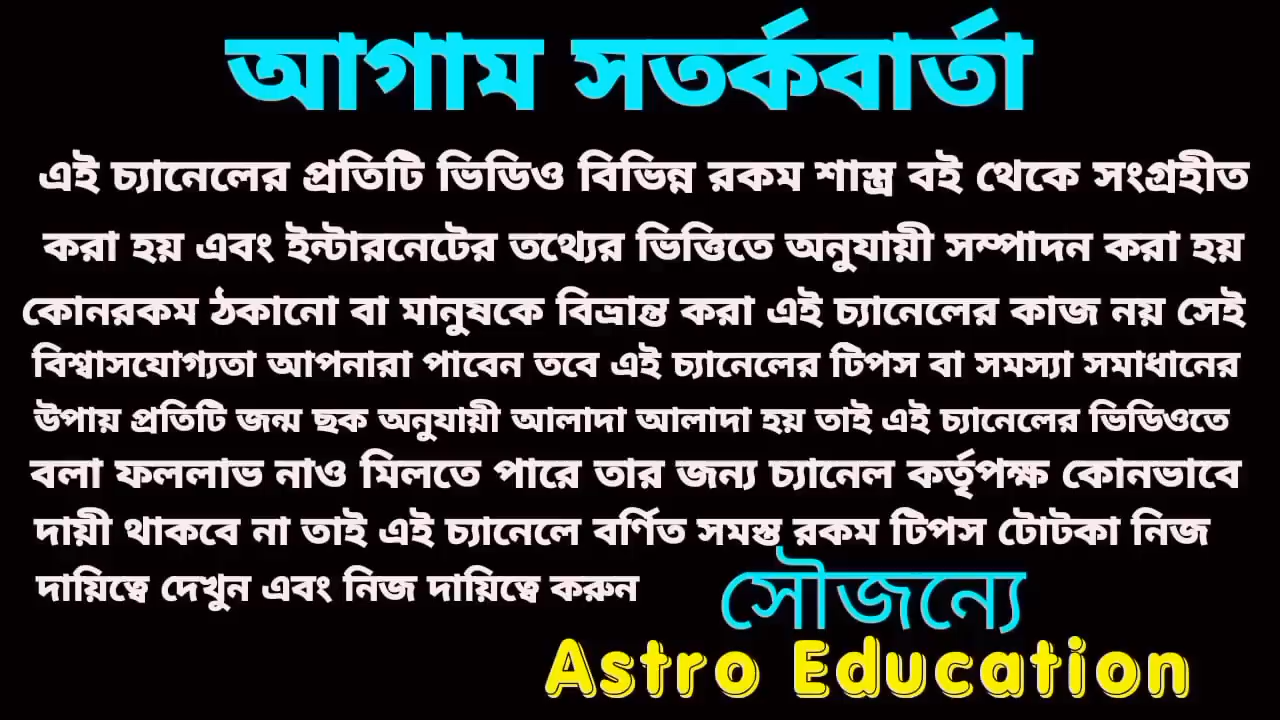 আগাম সতর্কবার্তা
এই চ্যানেলের প্রতিটি ভিডিও বিভিন্ন রকম শাস্ত্র বই থেকে সংগ্রহীত
করা হয় এবং ইন্টারনেটের তথ্যের ভিত্তিতে অনুযায়ী সম্পাদন করা হয়
কোনরকম ঠকানো বা মানুষকে বিভ্রান্ত করা এই চ্যানেলের কাজ নয় সেই
বিশ্বাসযোগ্যতা আপনারা পাবেন তবে এই চ্যানেলের টিপস বা সমস্যা সমাধানের
উপায় প্রতিটি জন্ম ছক অনুযায়ী আলাদা আলাদা হয় তাই এই চ্যানেলের ভিডিওতে
বলা ফললাভ নাও মিলতে পারে তার জন্য চ্যানেল কর্তৃপক্ষ কোনভাবে
দায়ী থাকবে না তাই এই চ্যানেলে বর্ণিত সমস্ত রকম টিপস টোটকা নিজ
দায়িত্বে দেখুন এবং নিজ দায়িত্বে করুন
সৌজন্যে
Astro Education